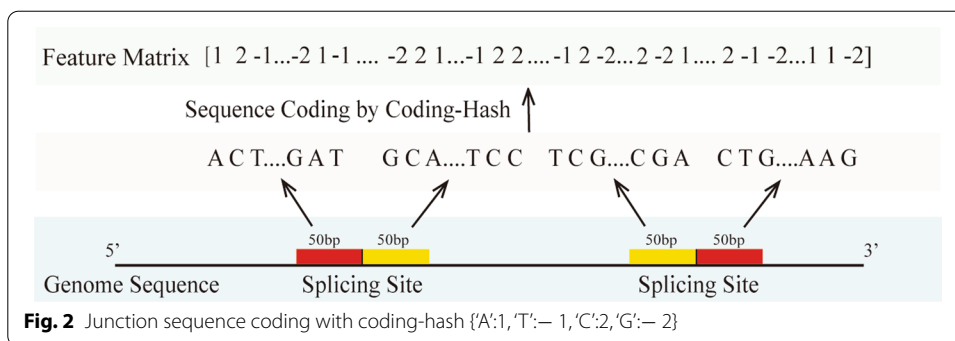 Feature Matrix [1 2 -1...-2 1 -1 .... -2 2 1...-1 2 2.... -1 2 -2...2 -2 1.... 2 -1 -2...1 1 -2]
Sequence Coding by Coding-Hash
A C T....G A T G C A....T C C T C G....C G A C T G....A A G
50bp 50bp 50bp 50bp
5’ 3’
Genome Sequence Splicing Site Splicing Site
Fig. 2 Junction sequence coding with coding-hash {‘A’:1, ‘T’:− 1, ‘C’:2, ‘G’:− 2}